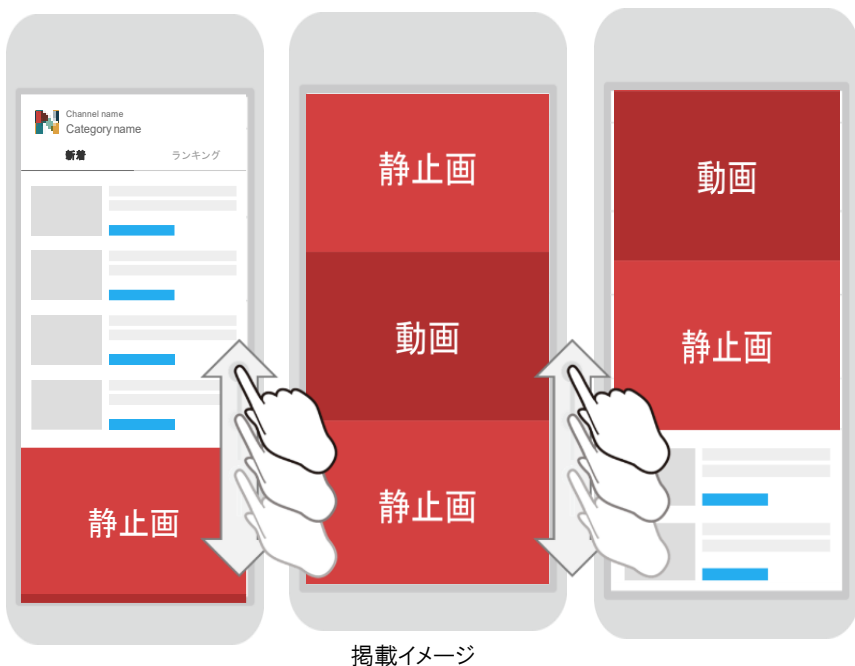 Channel name
Category name
新着
ランキング
静止画
静止画
動画
静止画
動画
静止画
掲載イメージ